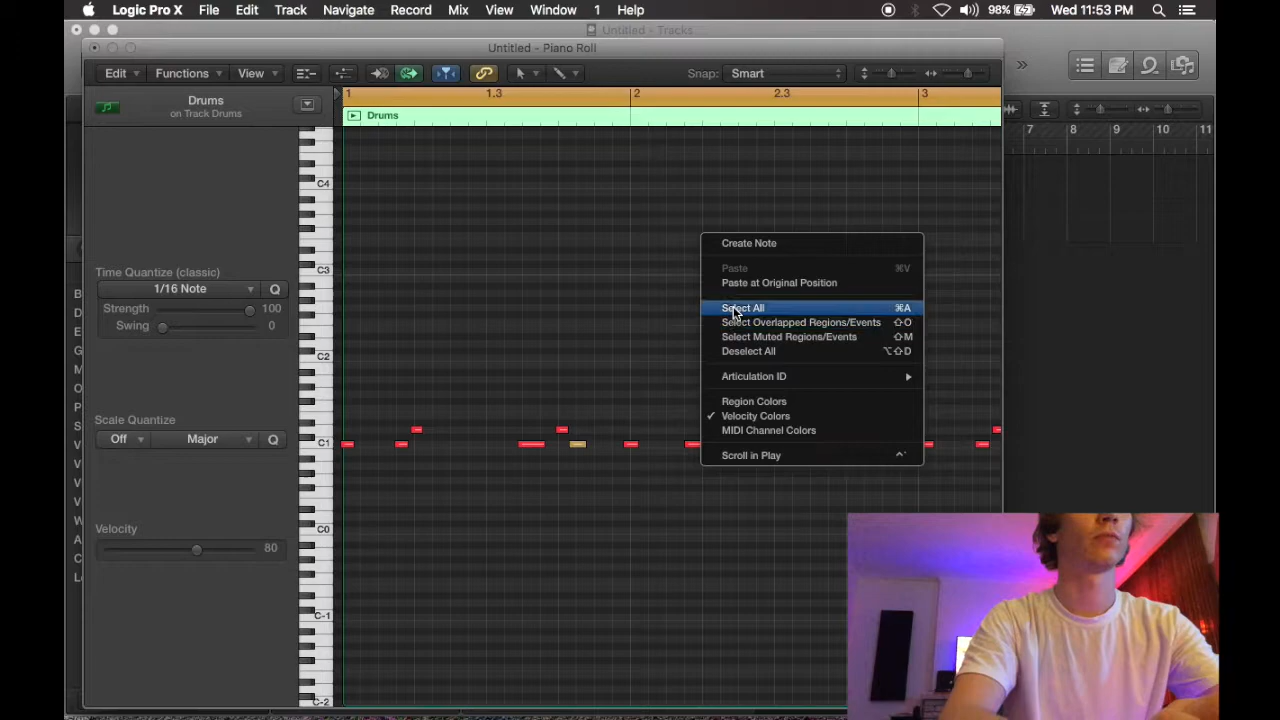 Logic Pro X File Edit Track Navigate Record Mix View Window 1 Help 98% Wed 11:53 PM
Untitled - Tracks
Untitled - Piano Roll
Edit Functions View Snap: Smart
Drums
on Track Drums
1 1.3 2 2.3 3
Drums
7 8 9 10 11
C4
C3
C2
C1
C0
C-1
C-2
Time Quantize (classic)
1/16 Note Q
Strength 100
Swing 0
Scale Quantize
Off Major Q
Velocity
80
Create Note
Paste ⌘V
Paste at Original Position
Select All ⌘A
Select Overlapped Regions/Events ⇧O
Select Muted Regions/Events ⇧M
Deselect All ⌥⇧D
Articulation ID
Region Colors
✓ Velocity Colors
MIDI Channel Colors
Scroll in Play ⌃`